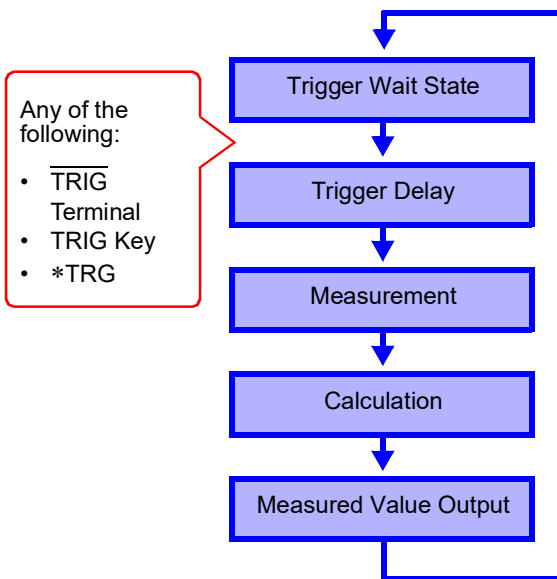 Trigger Wait State
Any of the
following:
• TRIG
Terminal
• TRIG Key
• *TRG
Trigger Delay
Measurement
Calculation
Measured Value Output